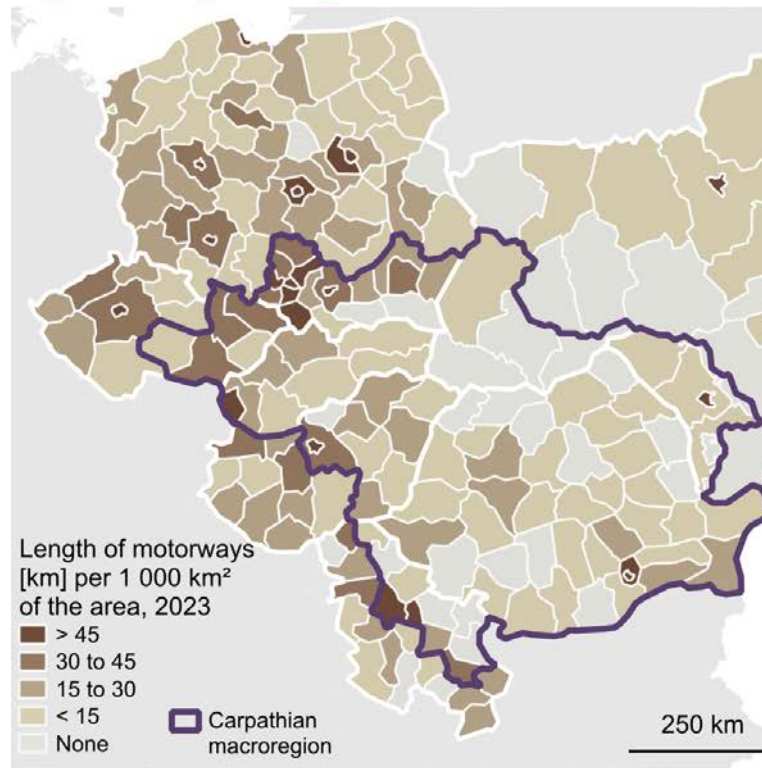 Length of motorways
[km] per 1 000 km²
of the area, 2023
> 45
30 to 45
15 to 30
< 15
None
Carpathian
macroregion
250 km